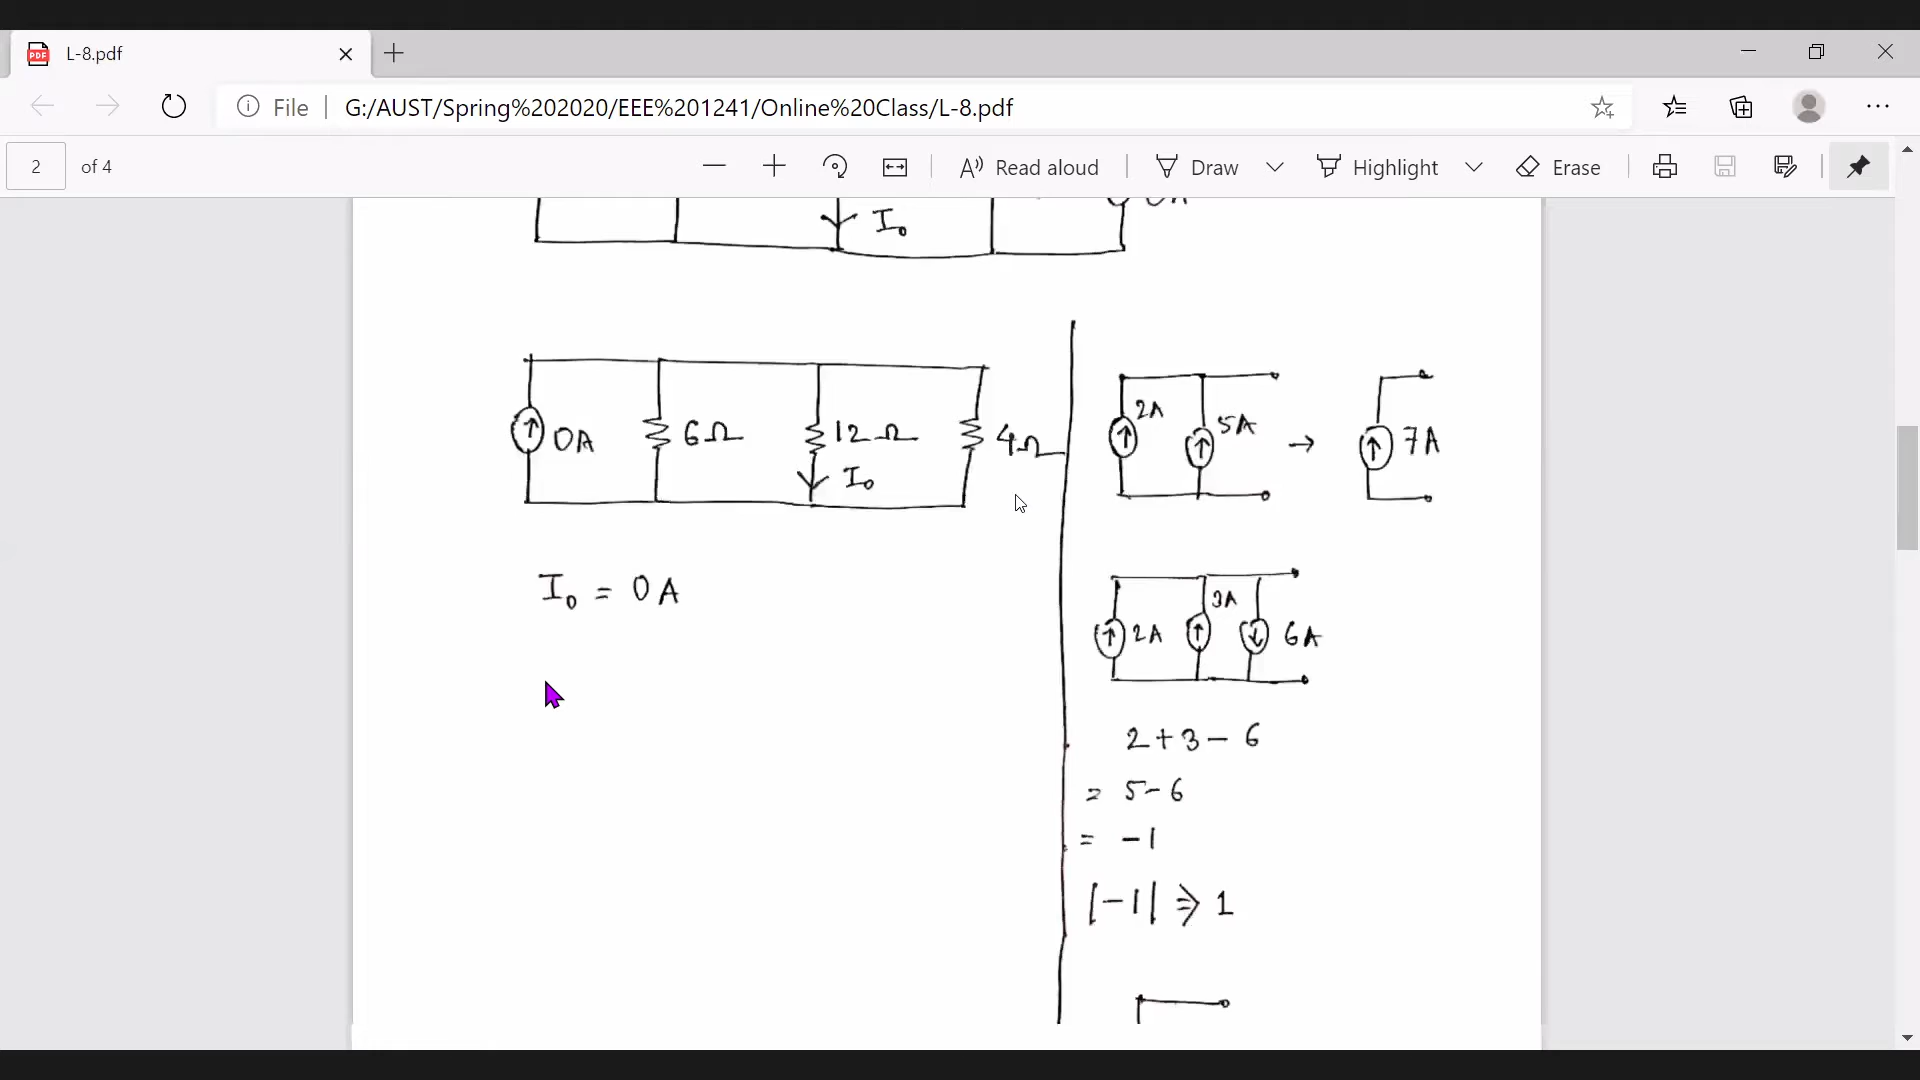 L-8.pdf
File G:/AUST/Spring%202020/EEE%201241/Online%20Class/L-8.pdf
2 of 4 Read aloud Draw Highlight Erase
I₀
0A 6Ω 12Ω 4Ω
I₀
I₀ = 0A
2A 5A → 7A
2A 3A 6A
2+3-6
= 5-6
= -1
|-1| ⇒ 1